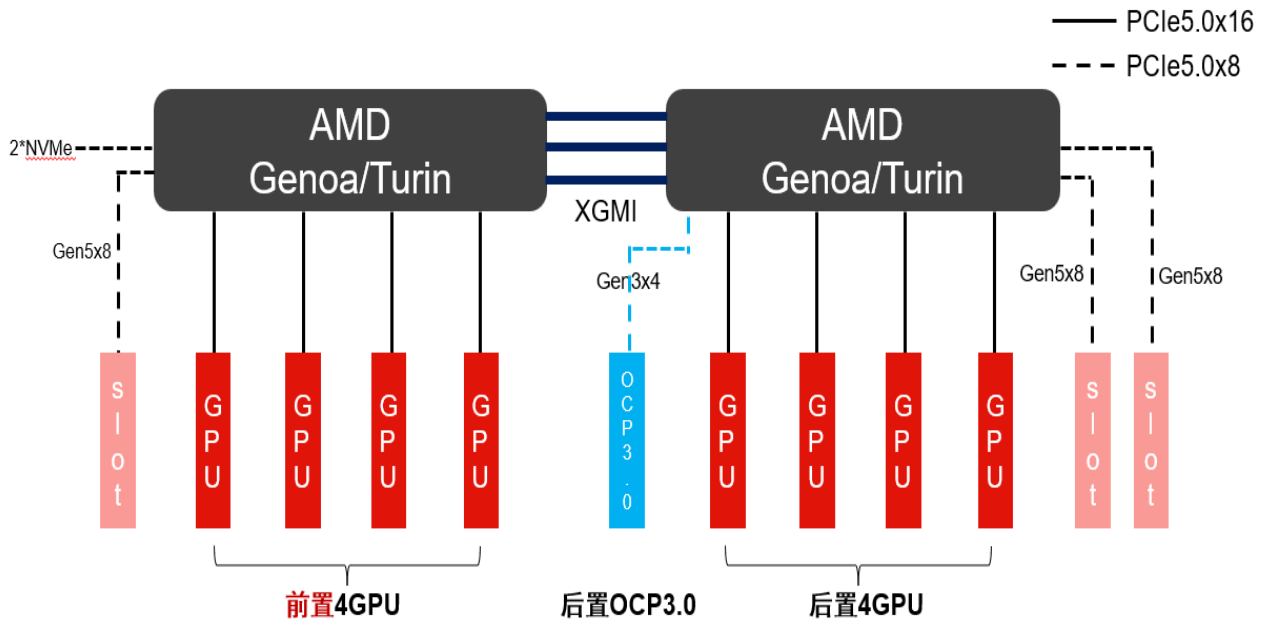 PCIe5.0x16
PCIe5.0x8
AMD
Genoa/Turin
AMD
Genoa/Turin
2*NVMe
XGMI
Gen5x8
Gen3x4
Gen5x8
Gen5x8
slot
GPU
GPU
GPU
GPU
OCP3.0
GPU
GPU
GPU
GPU
slot
slot
前置4GPU
后置OCP3.0
后置4GPU